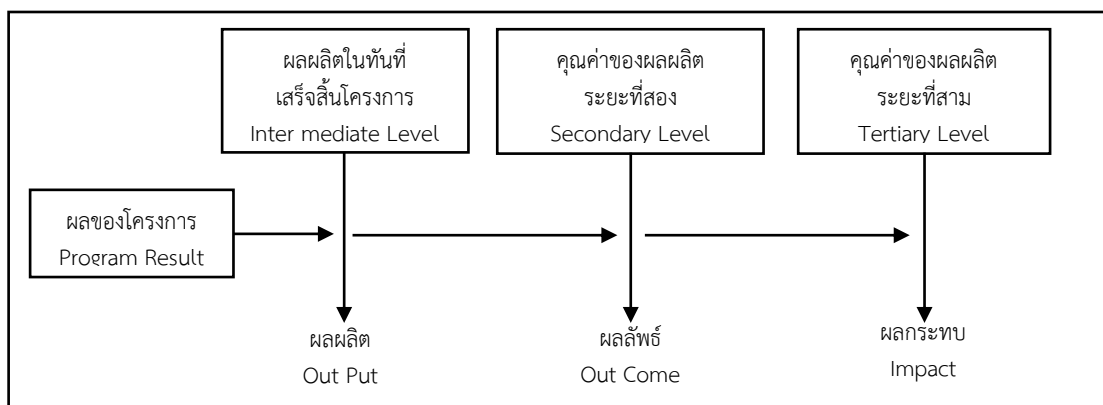 ผลผลิตในทันที่
เสร็จสิ้นโครงการ
Inter mediate Level
คุณค่าของผลผลิต
ระยะที่สอง
Secondary Level
คุณค่าของผลผลิต
ระยะที่สาม
Tertiary Level
ผลของโครงการ
Program Result
ผลผลิต
Out Put
ผลลัพธ์
Out Come
ผลกระทบ
Impact